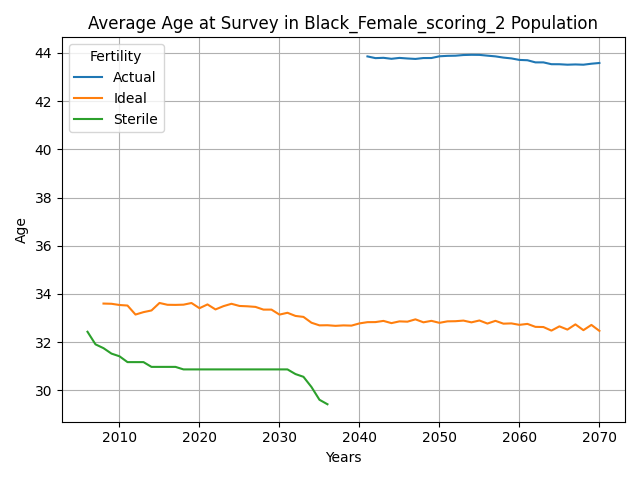 Average Age at Survey in Black_Female_scoring_2 Population
Fertility
Actual
Ideal
Sterile
Age
44
42
40
38
36
34
32
30
2010
2020
2030
2040
2050
2060
2070
Years